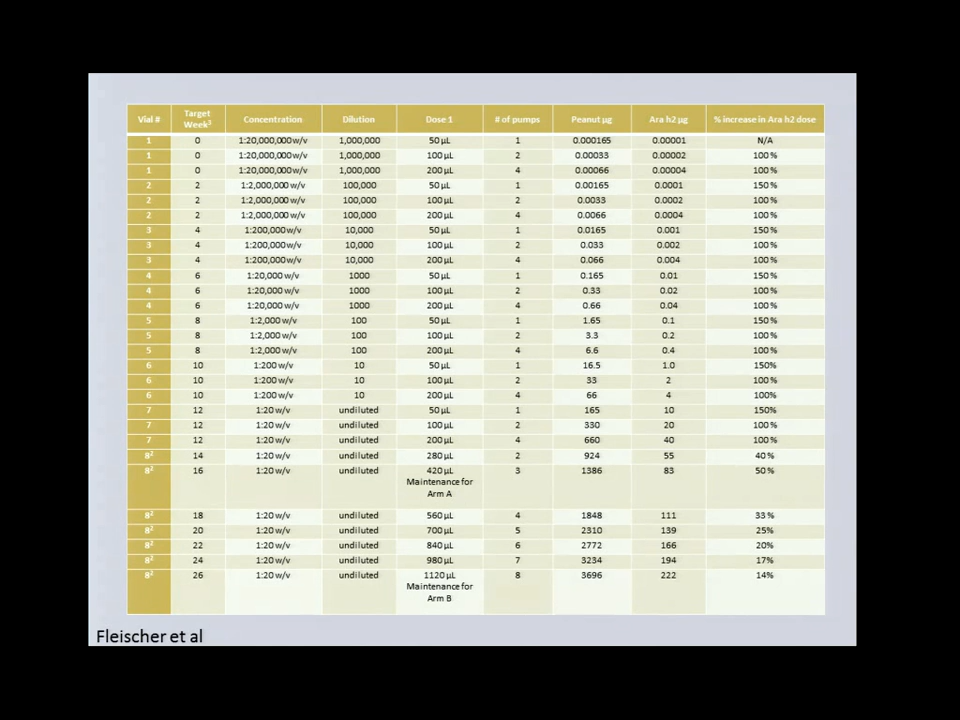 Vial # Target Week³ Concentration Dilution Dose 1 # of pumps Peanut µg Ara h2 µg % increase in Ara h2 dose
1 0 1:20,000,000 w/v 1,000,000 50 µL 1 0.000165 0.00001 N/A
1 0 1:20,000,000 w/v 1,000,000 100 µL 2 0.00033 0.00002 100 %
1 0 1:20,000,000 w/v 1,000,000 200 µL 4 0.00066 0.00004 100 %
2 2 1:2,000,000 w/v 100,000 50 µL 1 0.00165 0.0001 150 %
2 2 1:2,000,000 w/v 100,000 100 µL 2 0.0033 0.0002 100 %
2 2 1:2,000,000 w/v 100,000 200 µL 4 0.0066 0.0004 100 %
3 4 1:200,000 w/v 10,000 50 µL 1 0.0165 0.001 150 %
3 4 1:200,000 w/v 10,000 100 µL 2 0.033 0.002 100 %
3 4 1:200,000 w/v 10,000 200 µL 4 0.066 0.004 100 %
4 6 1:20,000 w/v 1000 50 µL 1 0.165 0.01 150 %
4 6 1:20,000 w/v 1000 100 µL 2 0.33 0.02 100 %
4 6 1:20,000 w/v 1000 200 µL 4 0.66 0.04 100 %
5 8 1:2,000 w/v 100 50 µL 1 1.65 0.1 150 %
5 8 1:2,000 w/v 100 100 µL 2 3.3 0.2 100 %
5 8 1:2,000 w/v 100 200 µL 4 6.6 0.4 100 %
6 10 1:200 w/v 10 50 µL 1 16.5 1.0 150%
6 10 1:200 w/v 10 100 µL 2 33 2 100 %
6 10 1:200 w/v 10 200 µL 4 66 4 100%
7 12 1:20 w/v undiluted 50 µL 1 165 10 150%
7 12 1:20 w/v undiluted 100 µL 2 330 20 100 %
7 12 1:20 w/v undiluted 200 µL 4 660 40 100 %
8² 14 1:20 w/v undiluted 280 µL 2 924 55 40 %
8² 16 1:20 w/v undiluted 420 µL 3 1386 83 50 %
Maintenance for
Arm A
8² 18 1:20 w/v undiluted 560 µL 4 1848 111 33 %
8² 20 1:20 w/v undiluted 700 µL 5 2310 139 25%
8² 22 1:20 w/v undiluted 840 µL 6 2772 166 20%
8² 24 1:20 w/v undiluted 980 µL 7 3234 194 17%
8² 26 1:20 w/v undiluted 1120 µL 8 3696 222 14%
Maintenance for
Arm B
Fleischer et al